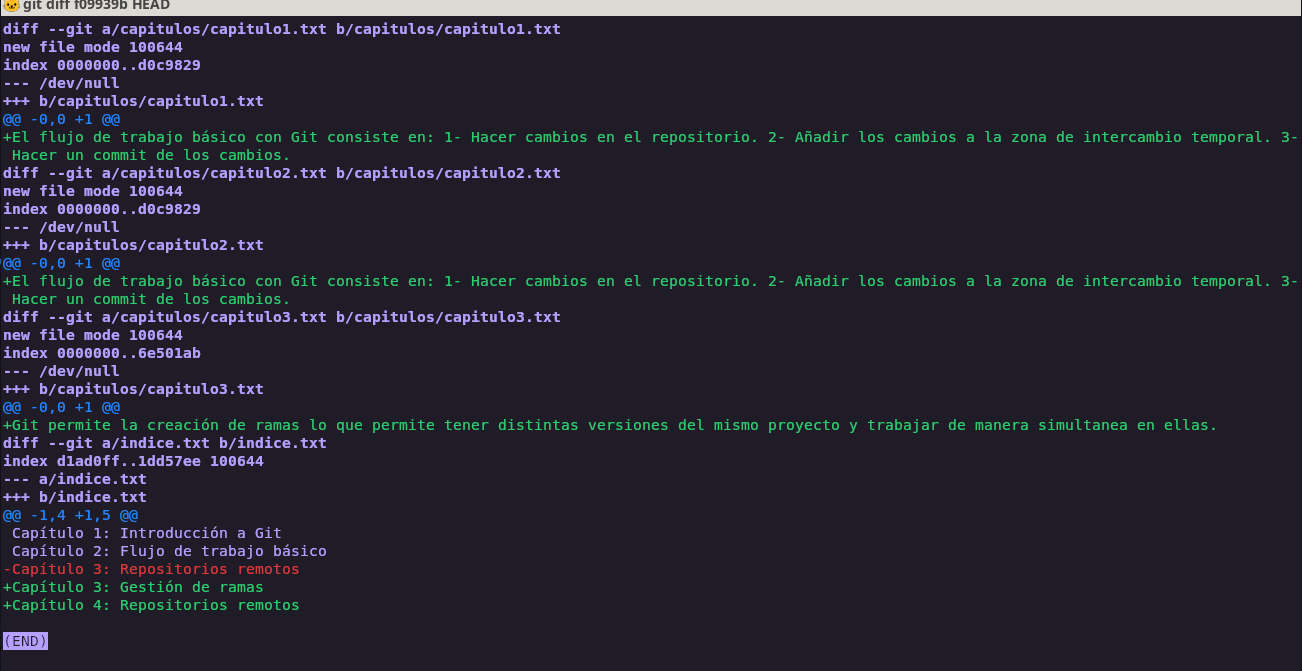 git diff f09939b HEAD
diff --git a/capitulos/capitulo1.txt b/capitulos/capitulo1.txt
new file mode 100644
index 0000000..d0c9829
--- /dev/null
+++ b/capitulos/capitulo1.txt
@@ -0,0 +1 @@
+El flujo de trabajo básico con Git consiste en: 1- Hacer cambios en el repositorio. 2- Añadir los cambios a la zona de intercambio temporal. 3-
 Hacer un commit de los cambios.
diff --git a/capitulos/capitulo2.txt b/capitulos/capitulo2.txt
new file mode 100644
index 0000000..d0c9829
--- /dev/null
+++ b/capitulos/capitulo2.txt
@@ -0,0 +1 @@
+El flujo de trabajo básico con Git consiste en: 1- Hacer cambios en el repositorio. 2- Añadir los cambios a la zona de intercambio temporal. 3-
 Hacer un commit de los cambios.
diff --git a/capitulos/capitulo3.txt b/capitulos/capitulo3.txt
new file mode 100644
index 0000000..6e501ab
--- /dev/null
+++ b/capitulos/capitulo3.txt
@@ -0,0 +1 @@
+Git permite la creación de ramas lo que permite tener distintas versiones del mismo proyecto y trabajar de manera simultanea en ellas.
diff --git a/indice.txt b/indice.txt
index d1ad0ff..1dd57ee 100644
--- a/indice.txt
+++ b/indice.txt
@@ -1,4 +1,5 @@
 Capítulo 1: Introducción a Git
 Capítulo 2: Flujo de trabajo básico
-Capítulo 3: Repositorios remotos
+Capítulo 3: Gestión de ramas
+Capítulo 4: Repositorios remotos
(END)